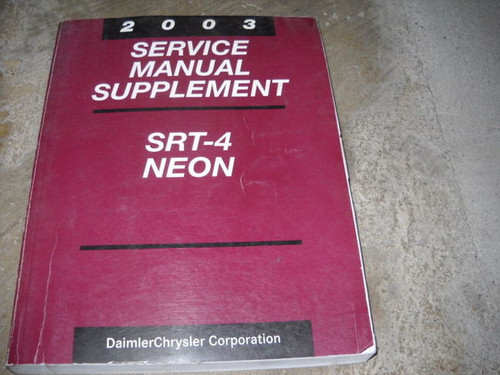 2003
SERVICE
MANUAL
SUPPLEMENT
SRT-4
NEON
DaimlerChrysler Corporation